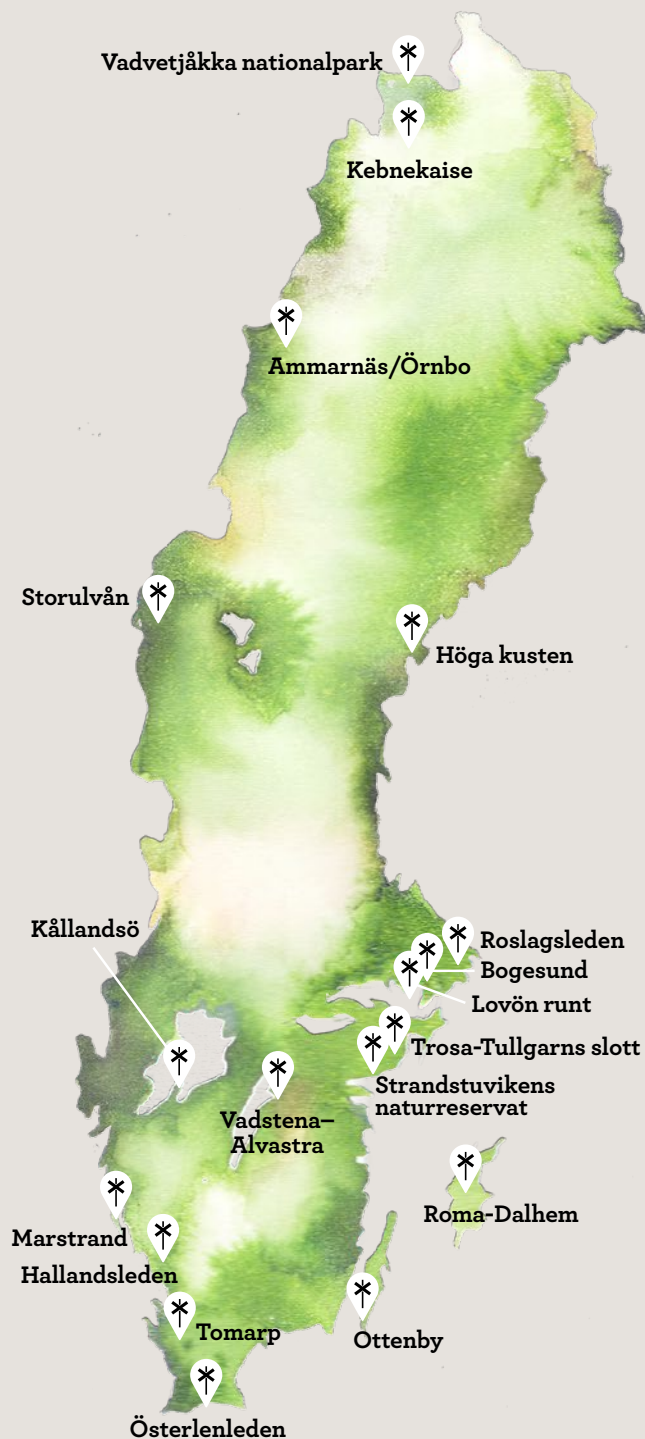 Vadvetjåkka nationalpark
Kebnekaise
Ammarnäs/Örnbo
Storulvån
Höga kusten
Kållandsö
Roslagsleden
Bogesund
Lovön runt
Trosa-Tullgarns slott
Strandstuvikens
naturreservat
Vadstena–
Alvastra
Roma-Dalhem
Marstrand
Hallandsleden
Tomarp
Ottenby
Österlenleden